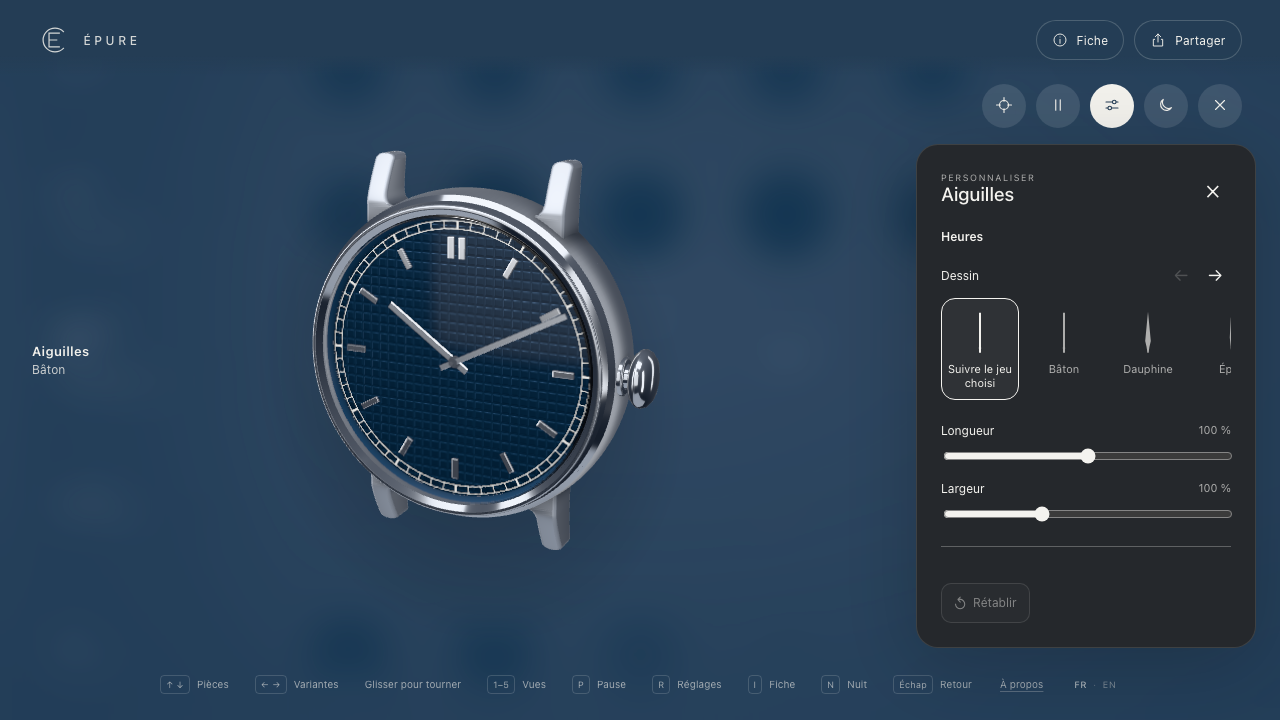 ÉPURE
Fiche
Partager
PERSONNALISER
Aiguilles
Heures
Dessin
Suivre le jeu
choisi
Bâton
Dauphine
Ép
Longueur
100 %
Largeur
100 %
Rétablir
Aiguilles
Bâton
↑ ↓ Pièces
← → Variantes
Glisser pour tourner
1–5 Vues
P Pause
R Réglages
I Fiche
N Nuit
Échap Retour
À propos
FR · EN